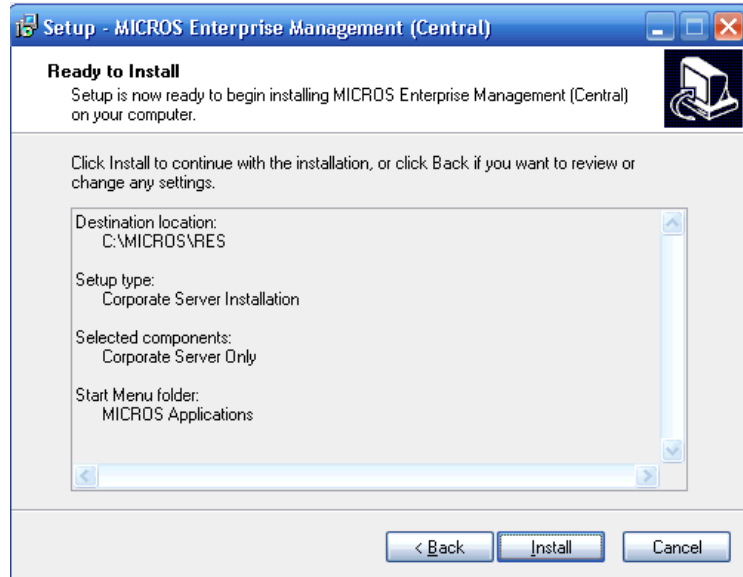 Setup - MICROS Enterprise Management (Central)
Ready to Install
Setup is now ready to begin installing MICROS Enterprise Management (Central)
on your computer.
Click Install to continue with the installation, or click Back if you want to review or
change any settings.
Destination location:
C:\MICROS\RES
Setup type:
Corporate Server Installation
Selected components:
Corporate Server Only
Start Menu folder:
MICROS Applications
< Back
Install
Cancel